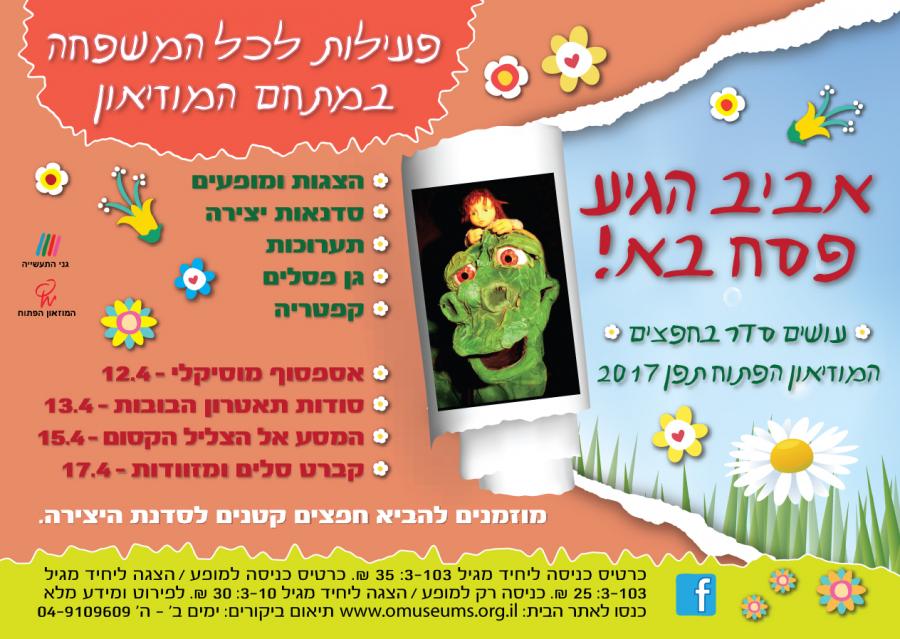 פעילות לכל המשפחה
במתחם המוזיאון
אביב הגיע
פסח בא!
עושים סדר בחפצים
המוזיאון הפתוח תפן 2017
הצגות ומופעים
סדנאות יצירה
תערוכות
גן פסלים
קפטריה
גני התעשייה
המוזאון הפתוח
אספסוף מוסיקלי - 12.4
סודות תאטרון הבובות - 13.4
המסע אל הצליל הקסום - 15.4
קברט סלים ומזוודות - 17.4
מוזמנים להביא חפצים קטנים לסדנת היצירה.
כרטיס כניסה ליחיד מגיל 3-103: 35 ₪. כרטיס כניסה למופע / הצגה ליחיד מגיל
3-103: 25 ₪. כניסה רק למופע / הצגה ליחיד מגיל 3-10: 30 ₪. לפירוט ומידע מלא
כנסו לאתר הבית: www.omuseums.org.il תיאום ביקורים: ימים ב' - ה' 04-9109609
f